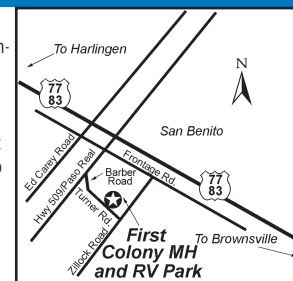 To Harlingen
N
77
83
San Benito
Ed Carey Road
Hwy 509/Paso Real
Frontage Rd.
Barber
Road
77
83
Turner Rd.
Zillock Road
First
Colony MH
and RV Park
To Brownsville